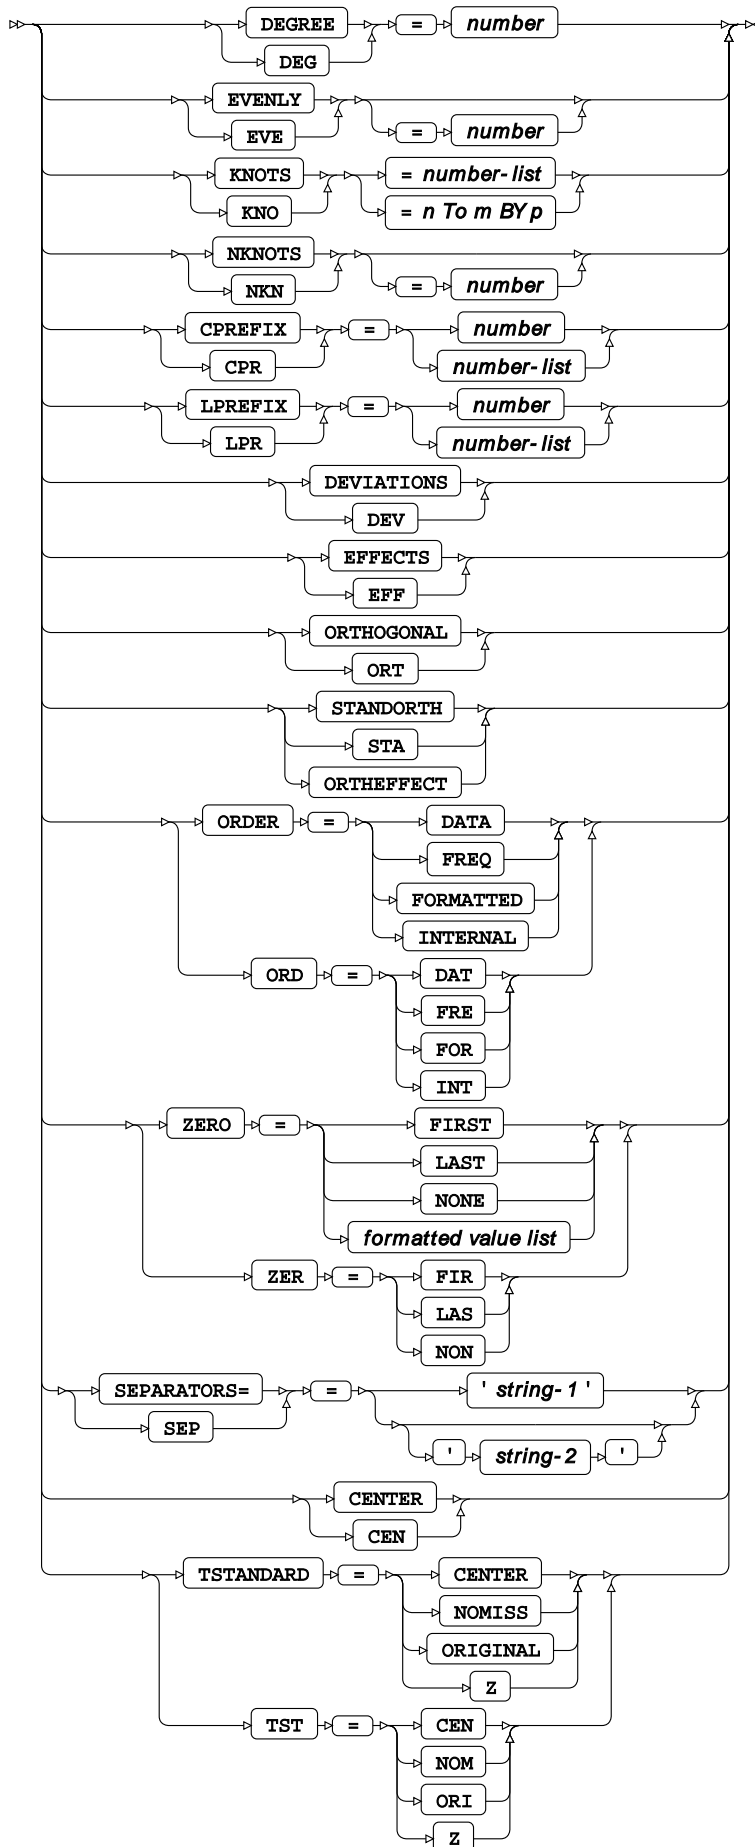 DEGREE = number
DEG
EVENLY
EVE = number
KNOTS = number-list
KNO = n To m BY p
NKNOTS
NKN = number
CPREFIX = number
CPR number-list
LPREFIX = number
LPR number-list
DEVIATIONS
DEV
EFFECTS
EFF
ORTHOGONAL
ORT
STANDORTH
STA
ORTHEFFECT
ORDER = DATA
FREQ
FORMATTED
INTERNAL
ORD = DAT
FRE
FOR
INT
ZERO = FIRST
LAST
NONE
formatted value list
ZER = FIR
LAS
NON
SEPARATORS= = ' string-1 '
SEP
' string-2 '
CENTER
CEN
TSTANDARD = CENTER
NOMISS
ORIGINAL
Z
TST = CEN
NOM
ORI
Z